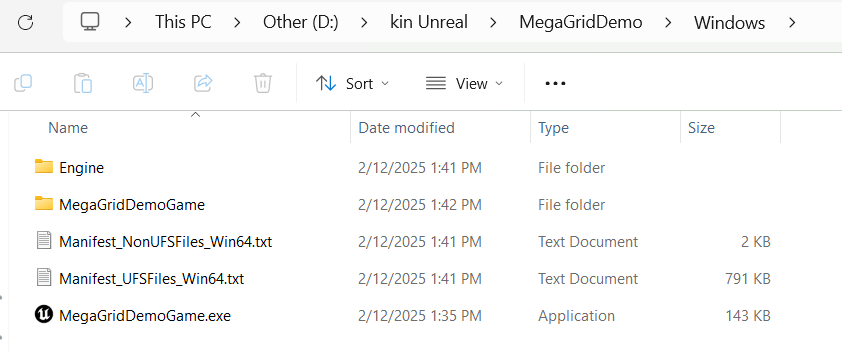 This PC > Other (D:) > kin Unreal > MegaGridDemo > Windows >
Sort View
Name Date modified Type Size
Engine 2/12/2025 1:41 PM File folder
MegaGridDemoGame 2/12/2025 1:42 PM File folder
Manifest_NonUFSFiles_Win64.txt 2/12/2025 1:41 PM Text Document 2 KB
Manifest_UFSFiles_Win64.txt 2/12/2025 1:41 PM Text Document 791 KB
MegaGridDemoGame.exe 2/12/2025 1:35 PM Application 143 KB